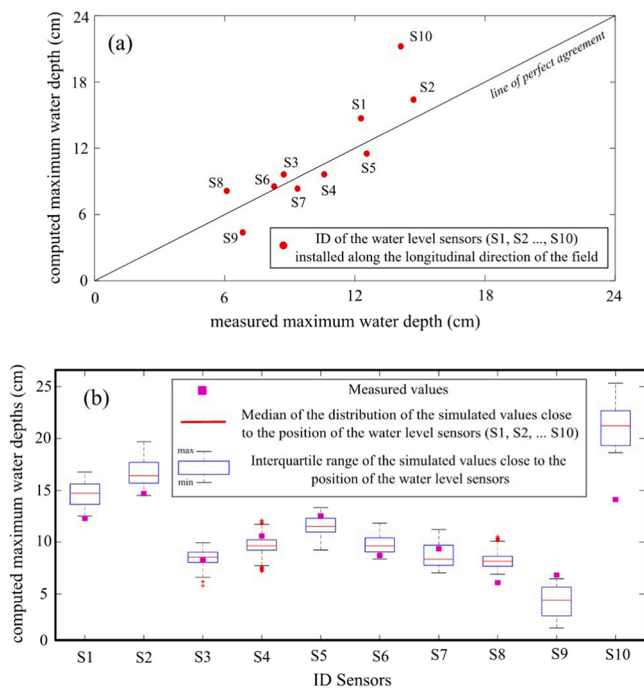 (a)
computed maximum water depth (cm)
24
18
12
6
0
S10
S2
S1
S5
S3
S6
S4
S7
S8
S9
line of perfect agreement
ID of the water level sensors (S1, S2 ..., S10)
installed along the longitudinal direction of the field
0
6
12
18
24
measured maximum water depth (cm)
(b)
computed maximum water depths (cm)
25
20
15
10
5
0
Measured values
Median of the distribution of the simulated values close
to the position of the water level sensors (S1, S2, ... S10)
max
min
Interquartile range of the simulated values close to the
position of the water level sensors
S1
S2
S3
S4
S5
S6
S7
S8
S9
S10
ID Sensors